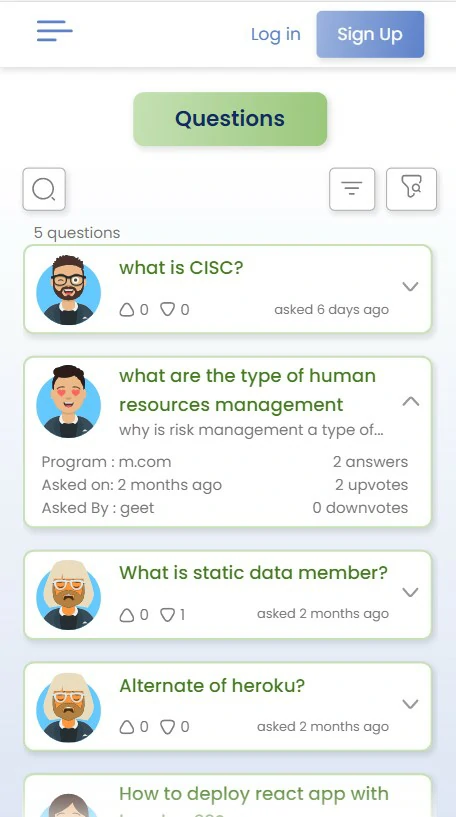 Log in Sign Up
Questions
5 questions
what is CISC?
0 0 asked 6 days ago
what are the type of human
resources management
why is risk management a type of...
Program : m.com 2 answers
Asked on: 2 months ago 2 upvotes
Asked By : geet 0 downvotes
What is static data member?
0 1 asked 2 months ago
Alternate of heroku?
0 0 asked 2 months ago
How to deploy react app with